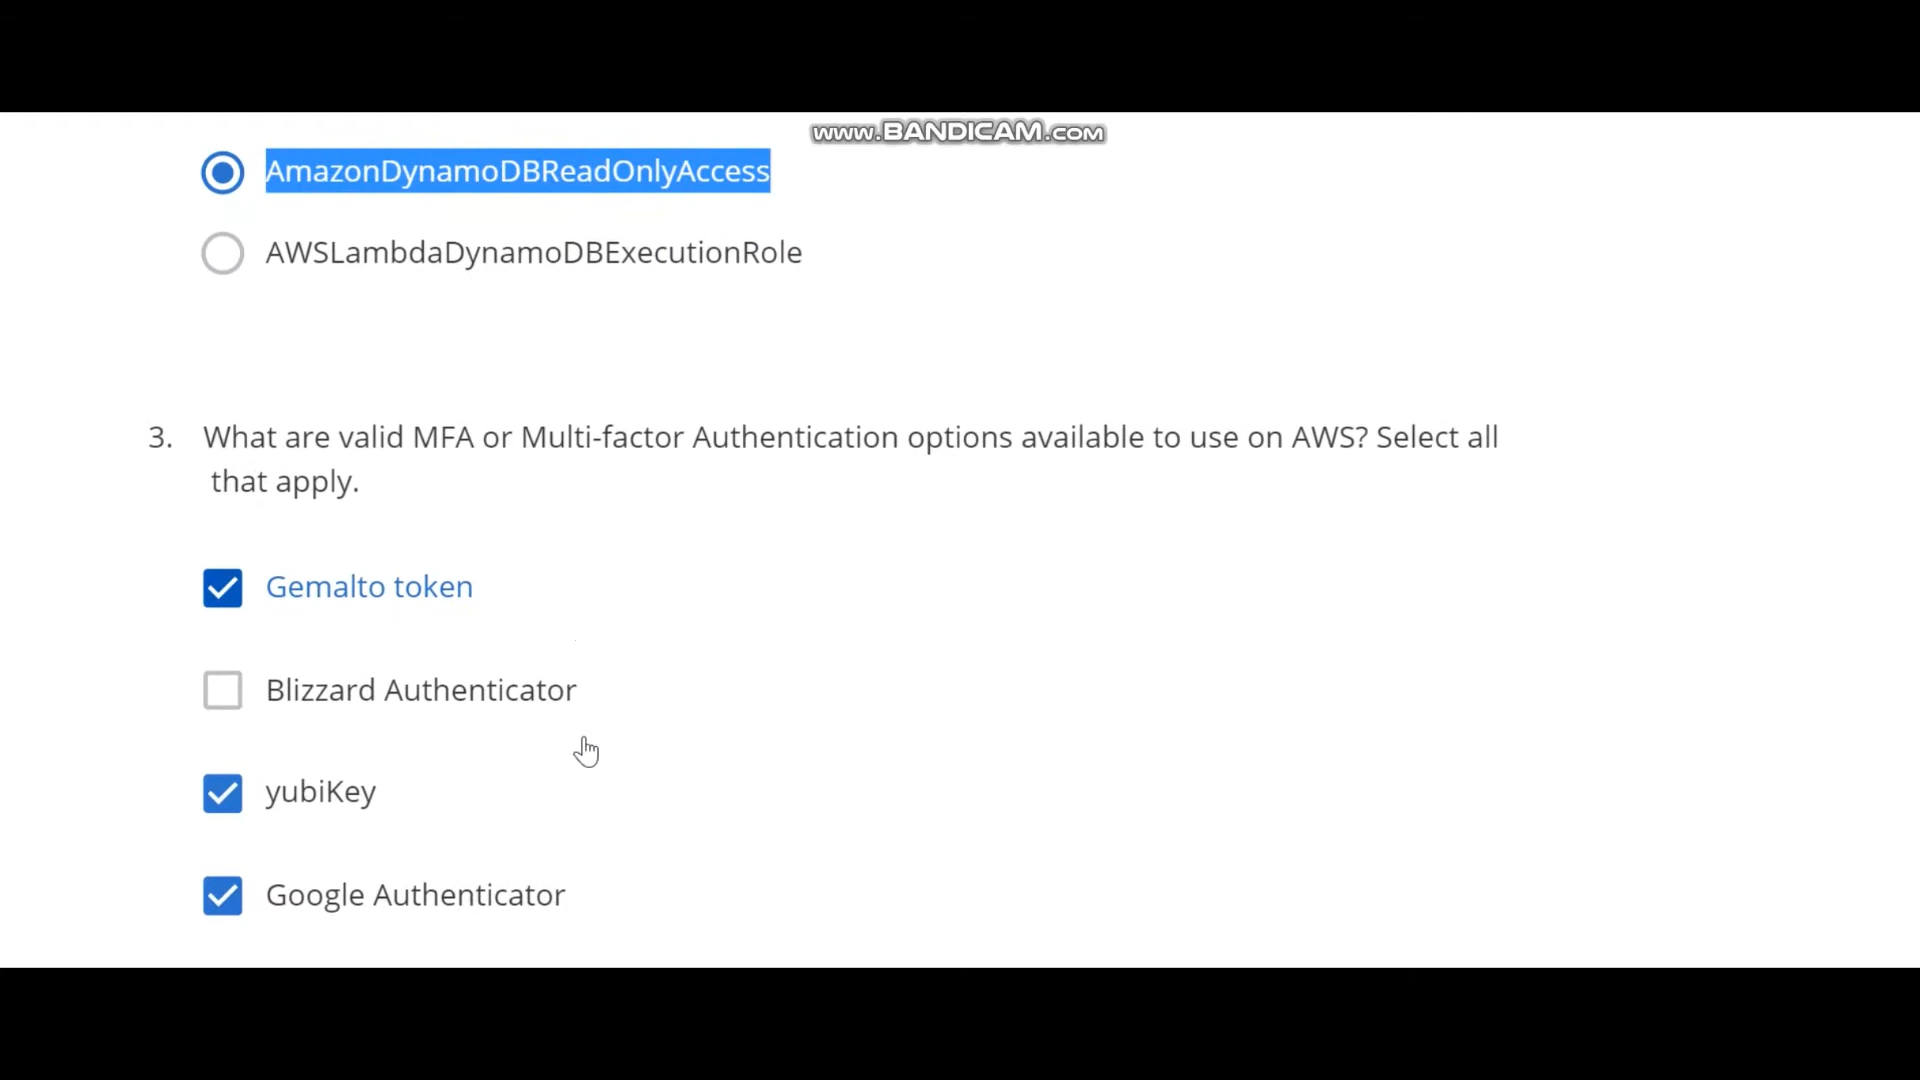 www.BANDICAM.com
AmazonDynamoDBReadOnlyAccess
AWSLambdaDynamoDBExecutionRole
3. What are valid MFA or Multi-factor Authentication options available to use on AWS? Select all
that apply.
Gemalto token
Blizzard Authenticator
yubiKey
Google Authenticator